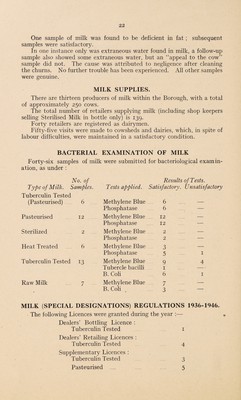 22
One sample of milk was found to be deficient in fat ; subsequent
samples were satisfactory.
In one instance only was extraneous water found in milk, a follow-up
sample also showed some extraneous water, but an “appeal to the cow”
sample did not. The cause was attributed to negligence after cleaning
the churns. No further trouble has been experienced. All other samples
were genuine.
MILK SUPPLIES.
There are thirteen producers of milk within the Borough, with a total
of approximately 250 cows.
The total number of retailers supplying milk (including shop keepers
selling Sterilised Milk in bottle only) is 139.
Forty retailers are registered as dairymen.
Fifty-five visits were made to cowsheds and dairies, which, in spite of
labour difficulties, were maintained in a satisfactory condition.
BACTERIAL EXAMINATION OF MILK
Forty-six samples of milk were submitted for bacteriological examin-
ation, as under :
No. of Results of Tests.
Type of Milk. Samples. Tests applied. Satisfactory. Unsatisfactory
Tuberculin Tested
(Pasteurised) 6 Methylene Blue 6 —
Phosphatase 6 —
Pasteurised 12 Methylene Blue 12 —
Phosphatase 12 —
Sterilized 2 Methylene Blue 2 —
Phosphatase 2 —
Heat Treated 6 Methylene Blue 3 —
Phosphatase 5 1
Tuberculin Tested 13 Methylene Blue 9 4
Tubercle bacilli 1 —
B. Coli 6 1
Raw Milk 7 Methylene Blue 7 —
B. Coli 3 —
MILK (SPECIAL DESIGNATIONS) REGULATIONS 1936-1946.
The following Licences were granted during the year :—
Dealers' Bottling Licence :
Tuberculin Tested 1
Dealers' Retailing Licences :
Tuberculin Tested 4
Supplementary Licences :
Tuberculin Tested 3
Pasteurised 5